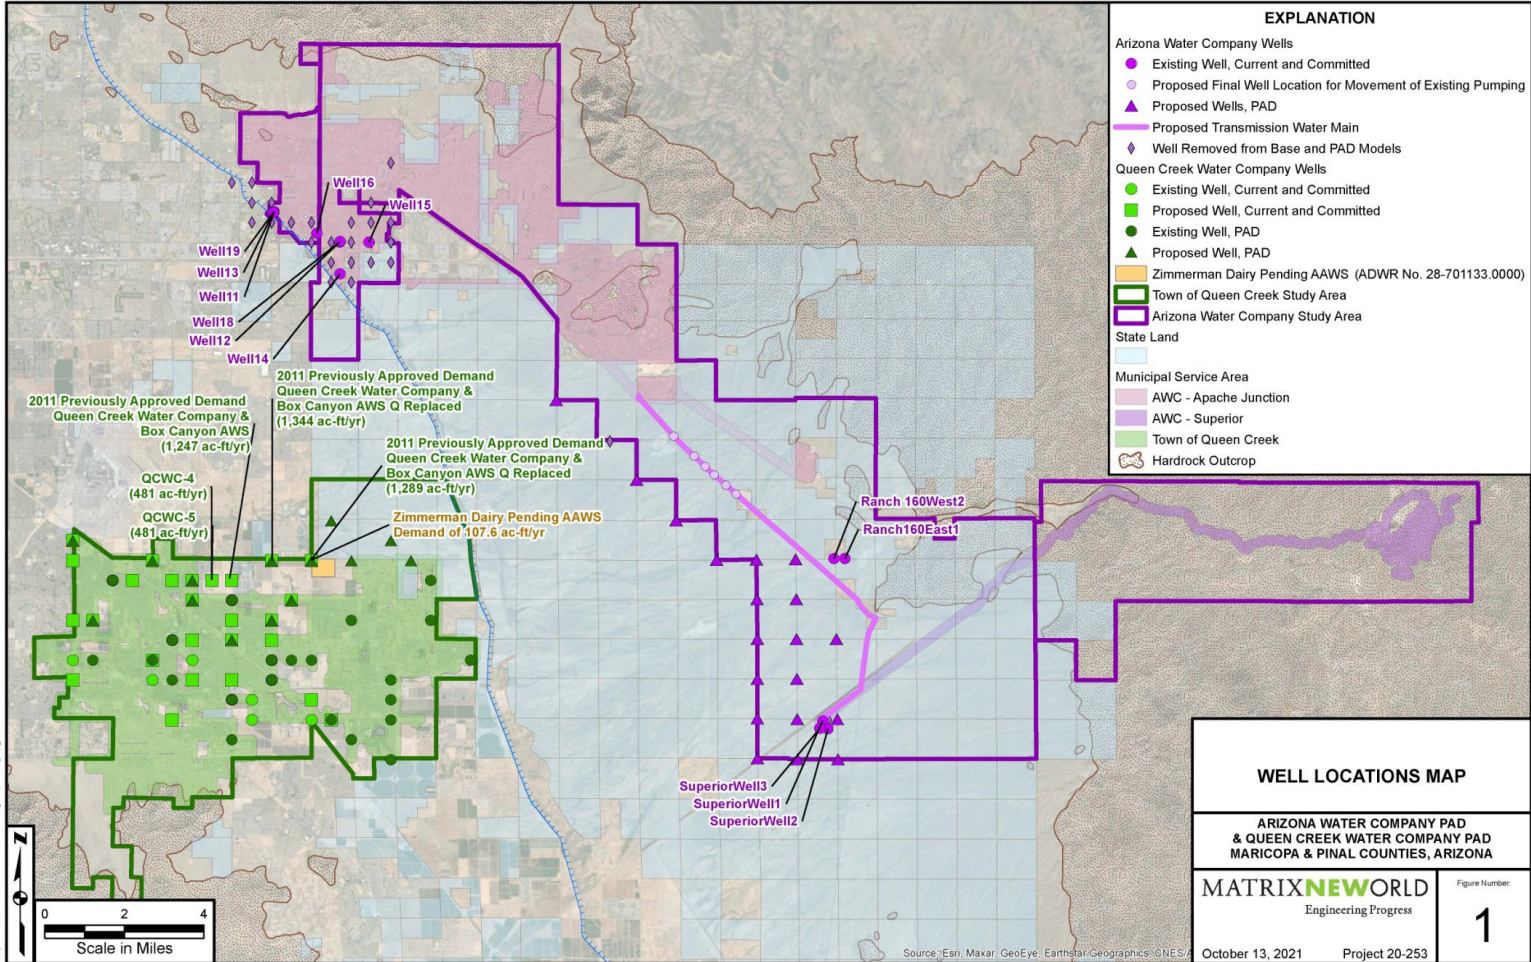 EXPLANATION
Arizona Water Company Wells
Existing Well, Current and Committed
Proposed Final Well Location for Movement of Existing Pumping
Proposed Wells, PAD
Proposed Transmission Water Main
Well Removed from Base and PAD Models
Queen Creek Water Company Wells
Existing Well, Current and Committed
Proposed Well, Current and Committed
Existing Well, PAD
Proposed Well, PAD
Zimmerman Dairy Pending AAWS (ADWR No. 28-701133.0000)
Town of Queen Creek Study Area
Arizona Water Company Study Area
State Land
Municipal Service Area
AWC - Apache Junction
AWC - Superior
Town of Queen Creek
Hardrock Outcrop
Well16
Well15
Well19
Well13
Well11
Well18
Well12
Well14
2011 Previously Approved Demand
Queen Creek Water Company &
Box Canyon AWS Q Replaced
(1,344 ac-ft/yr)
2011 Previously Approved Demand
Queen Creek Water Company &
Box Canyon AWS
(1,247 ac-ft/yr)
2011 Previously Approved Demand
Queen Creek Water Company &
Box Canyon AWS Q Replaced
(1,289 ac-ft/yr)
QCWC-4
(481 ac-ft/yr)
QCWC-5
(481 ac-ft/yr)
Zimmerman Dairy Pending AAWS
Demand of 107.6 ac-ft/yr
Ranch 160West2
Ranch160East1
SuperiorWell3
SuperiorWell1
SuperiorWell2
N
0 2 4
Scale in Miles
Source: Esri, Maxar, GeoEye, Earthstar Geographics, CNES/A
WELL LOCATIONS MAP
ARIZONA WATER COMPANY PAD
& QUEEN CREEK WATER COMPANY PAD
MARICOPA & PINAL COUNTIES, ARIZONA
MATRIXNEWORLD
Engineering Progress
October 13, 2021 Project 20-253
Figure Number:
1